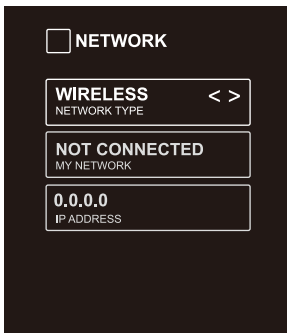 NETWORK
WIRELESS < >
NETWORK TYPE
NOT CONNECTED
MY NETWORK
0.0.0.0
IP ADDRESS